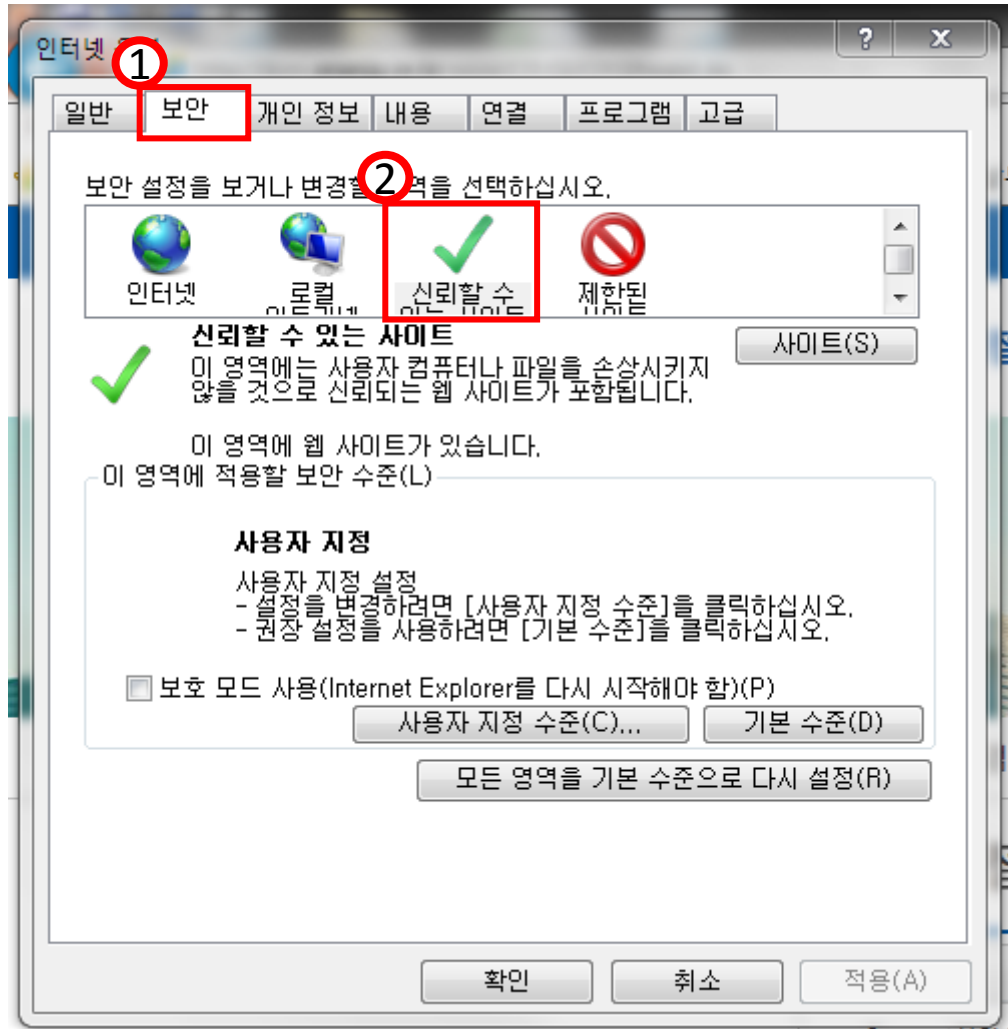 인터넷
? X
①
일반 보안 개인 정보 내용 연결 프로그램 고급
②
보안 설정을 보거나 변경할 역을 선택하십시오.
인터넷 로컬 신뢰할 수 제한된
신뢰할 수 있는 사이트
사이트(S)
이 영역에는 사용자 컴퓨터나 파일을 손상시키지
않을 것으로 신뢰되는 웹 사이트가 포함됩니다.
이 영역에 웹 사이트가 있습니다.
이 영역에 적용할 보안 수준(L)
사용자 지정
사용자 지정 설정
- 설정을 변경하려면 [사용자 지정 수준]을 클릭하십시오.
- 권장 설정을 사용하려면 [기본 수준]을 클릭하십시오.
보호 모드 사용(Internet Explorer를 다시 시작해야 함)(P)
사용자 지정 수준(C)... 기본 수준(D)
모든 영역을 기본 수준으로 다시 설정(R)
확인 취소 적용(A)